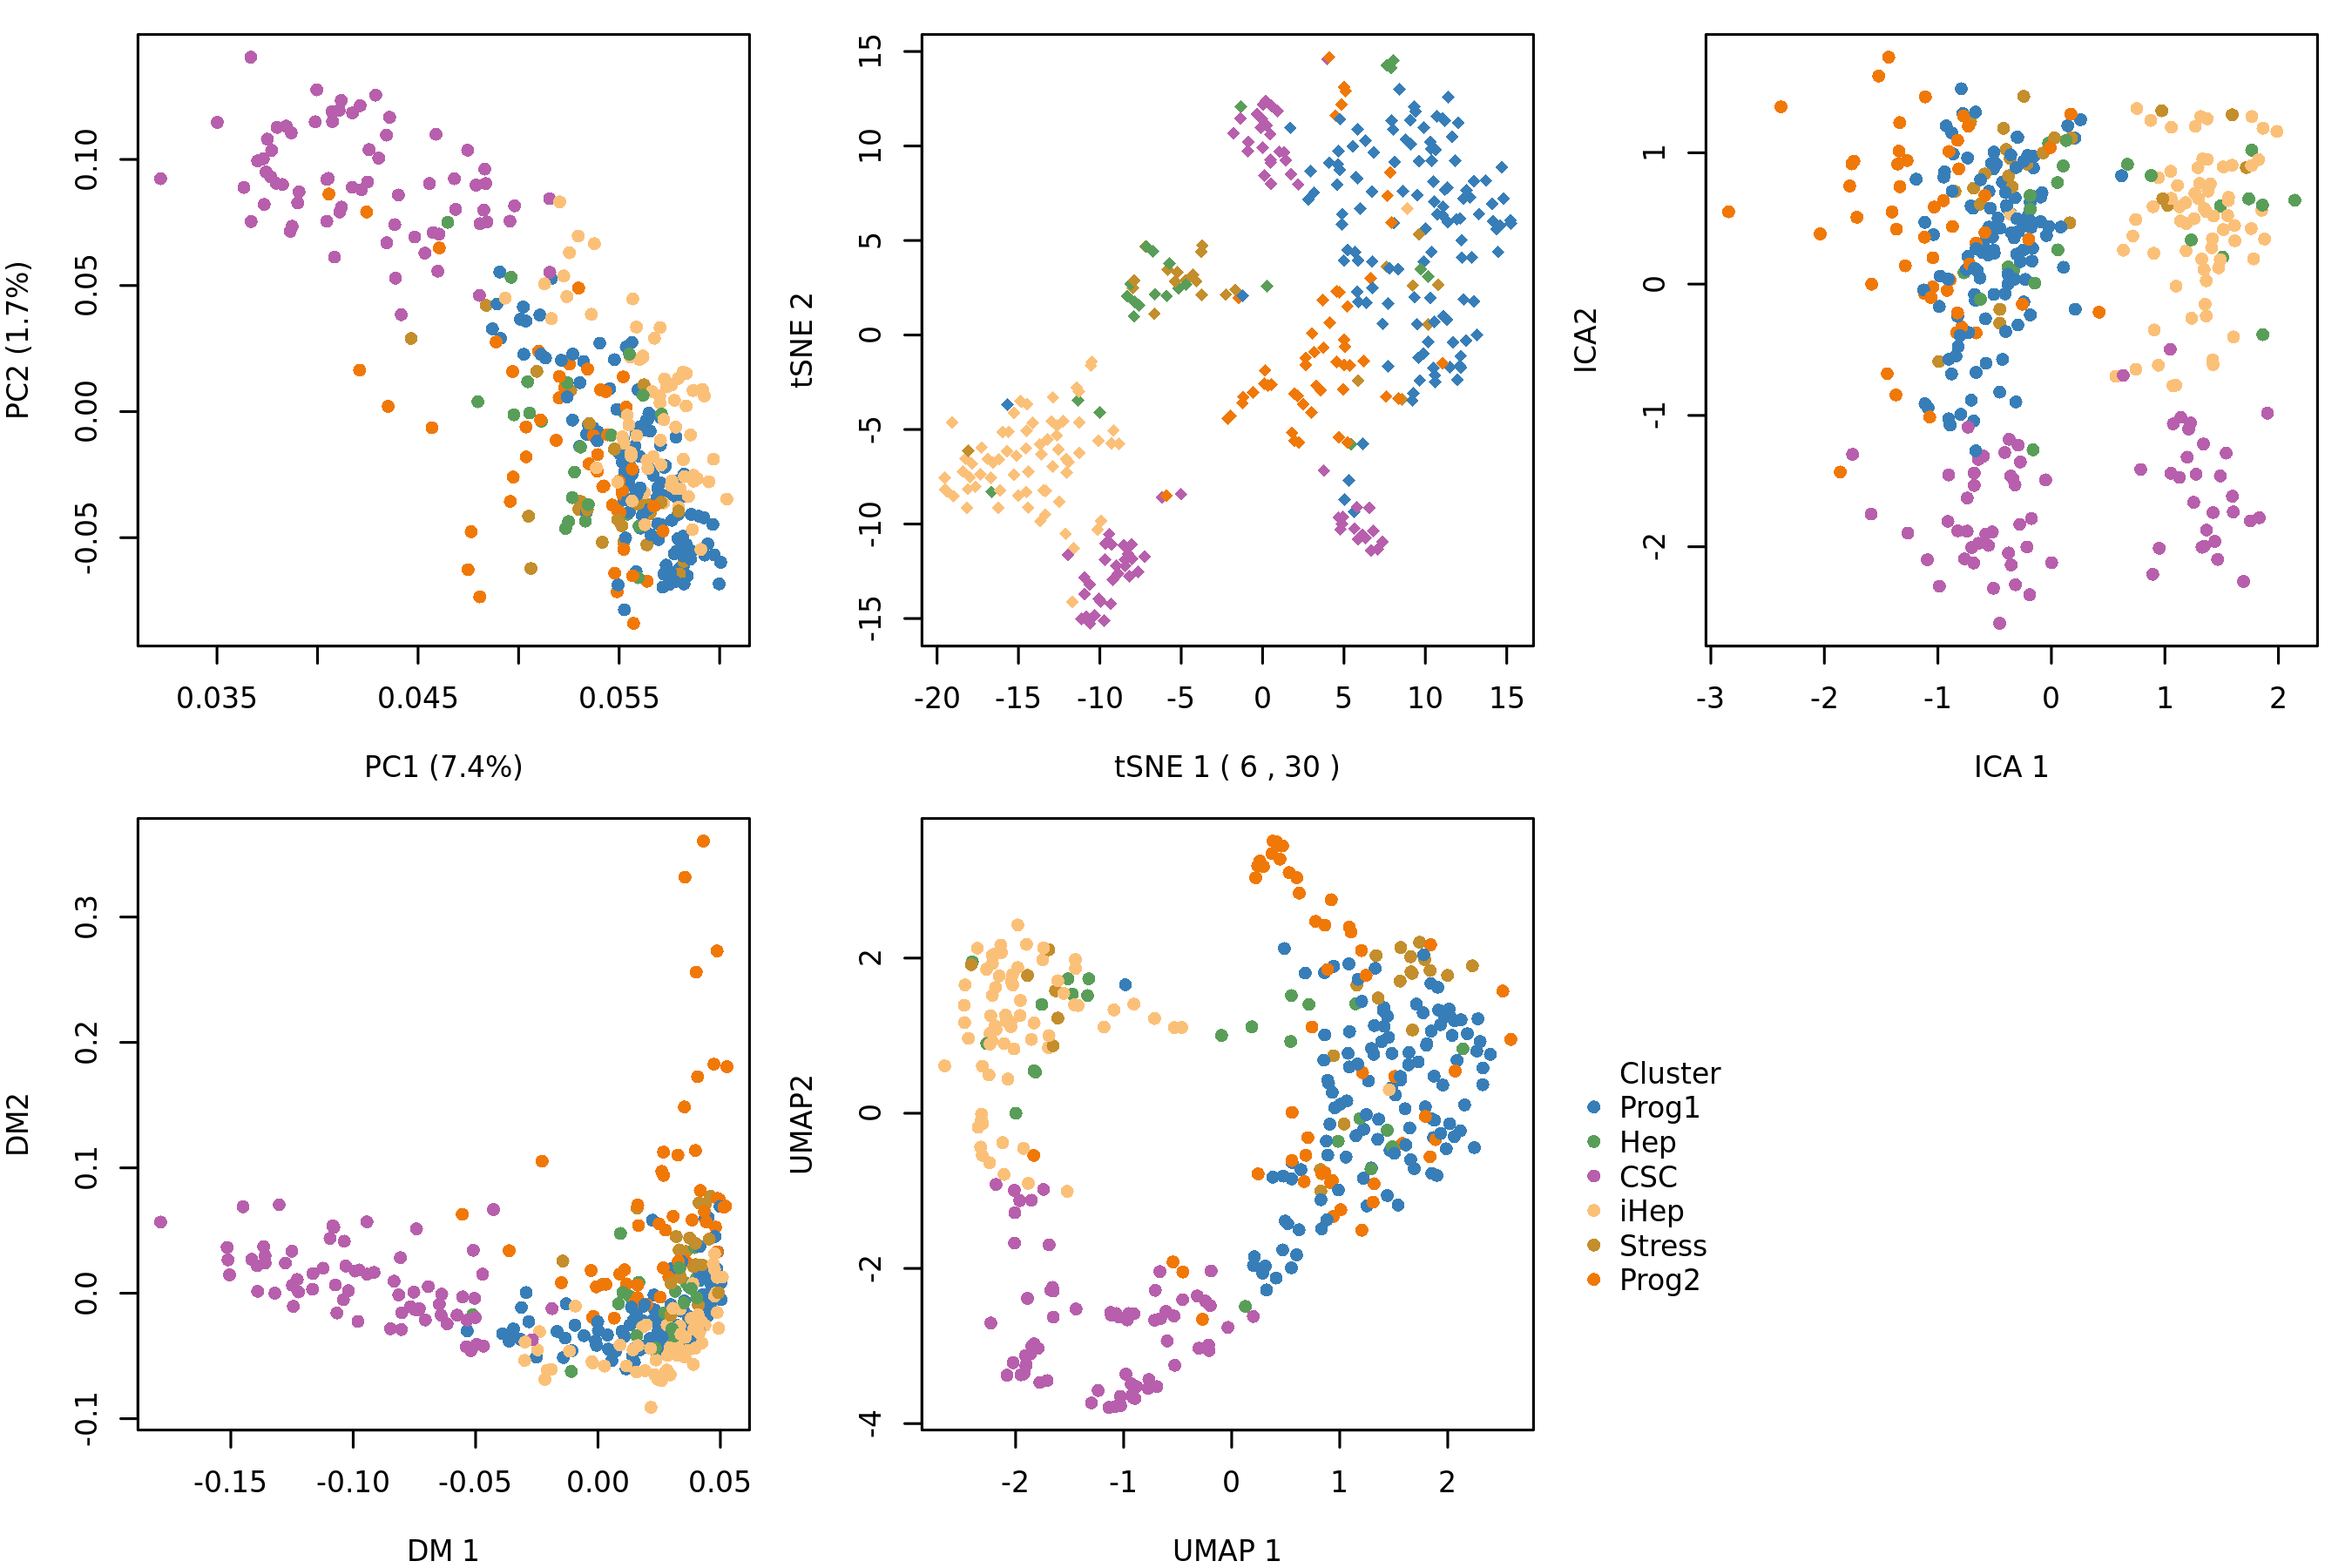 0.10
0.05
0.00
-0.05
PC2 (1.7%)
0.035 0.045 0.055
PC1 (7.4%)
15
10
5
0
-5
-10
-15
tSNE 2
-20 -15 -10 -5 0 5 10 15
tSNE 1 ( 6 , 30 )
1
0
-1
-2
ICA2
-3 -2 -1 0 1 2
ICA 1
0.3
0.2
0.1
0.0
-0.1
DM2
-0.15 -0.10 -0.05 0.00 0.05
DM 1
2
0
-2
-4
UMAP2
-2 -1 0 1 2
UMAP 1
Cluster
Prog1
Hep
CSC
iHep
Stress
Prog2